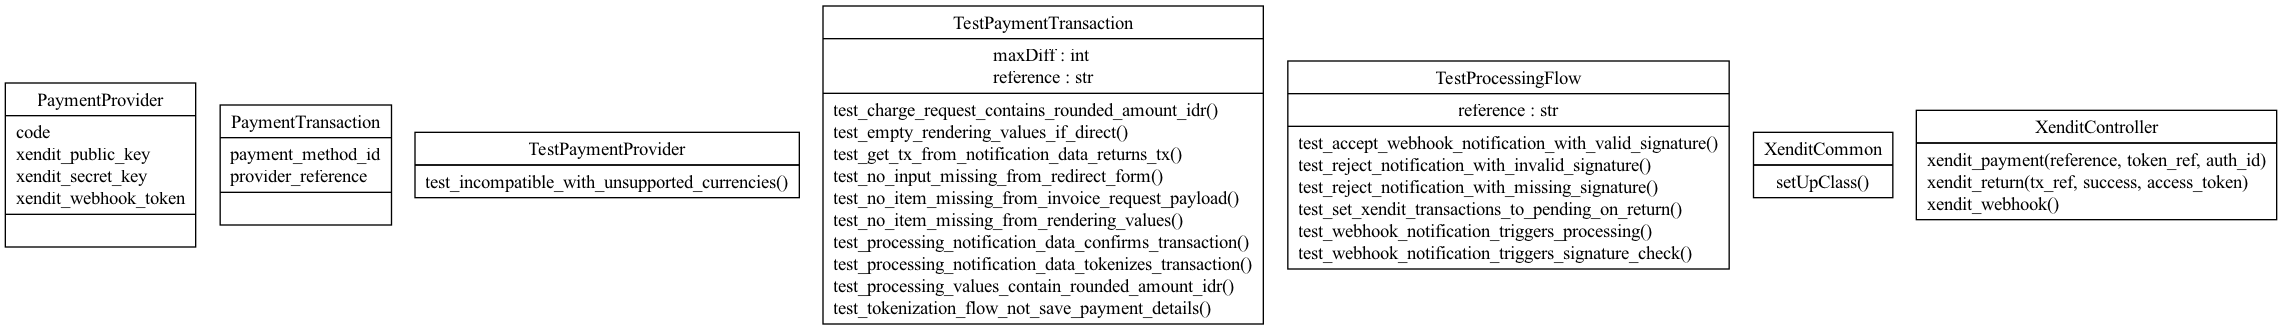 PaymentProvider
code
xendit_public_key
xendit_secret_key
xendit_webhook_token
PaymentTransaction
payment_method_id
provider_reference
TestPaymentProvider
test_incompatible_with_unsupported_currencies()
TestPaymentTransaction
maxDiff : int
reference : str
test_charge_request_contains_rounded_amount_idr()
test_empty_rendering_values_if_direct()
test_get_tx_from_notification_data_returns_tx()
test_no_input_missing_from_redirect_form()
test_no_item_missing_from_invoice_request_payload()
test_no_item_missing_from_rendering_values()
test_processing_notification_data_confirms_transaction()
test_processing_notification_data_tokenizes_transaction()
test_processing_values_contain_rounded_amount_idr()
test_tokenization_flow_not_save_payment_details()
TestProcessingFlow
reference : str
test_accept_webhook_notification_with_valid_signature()
test_reject_notification_with_invalid_signature()
test_reject_notification_with_missing_signature()
test_set_xendit_transactions_to_pending_on_return()
test_webhook_notification_triggers_processing()
test_webhook_notification_triggers_signature_check()
XenditCommon
setUpClass()
XenditController
xendit_payment(reference, token_ref, auth_id)
xendit_return(tx_ref, success, access_token)
xendit_webhook()